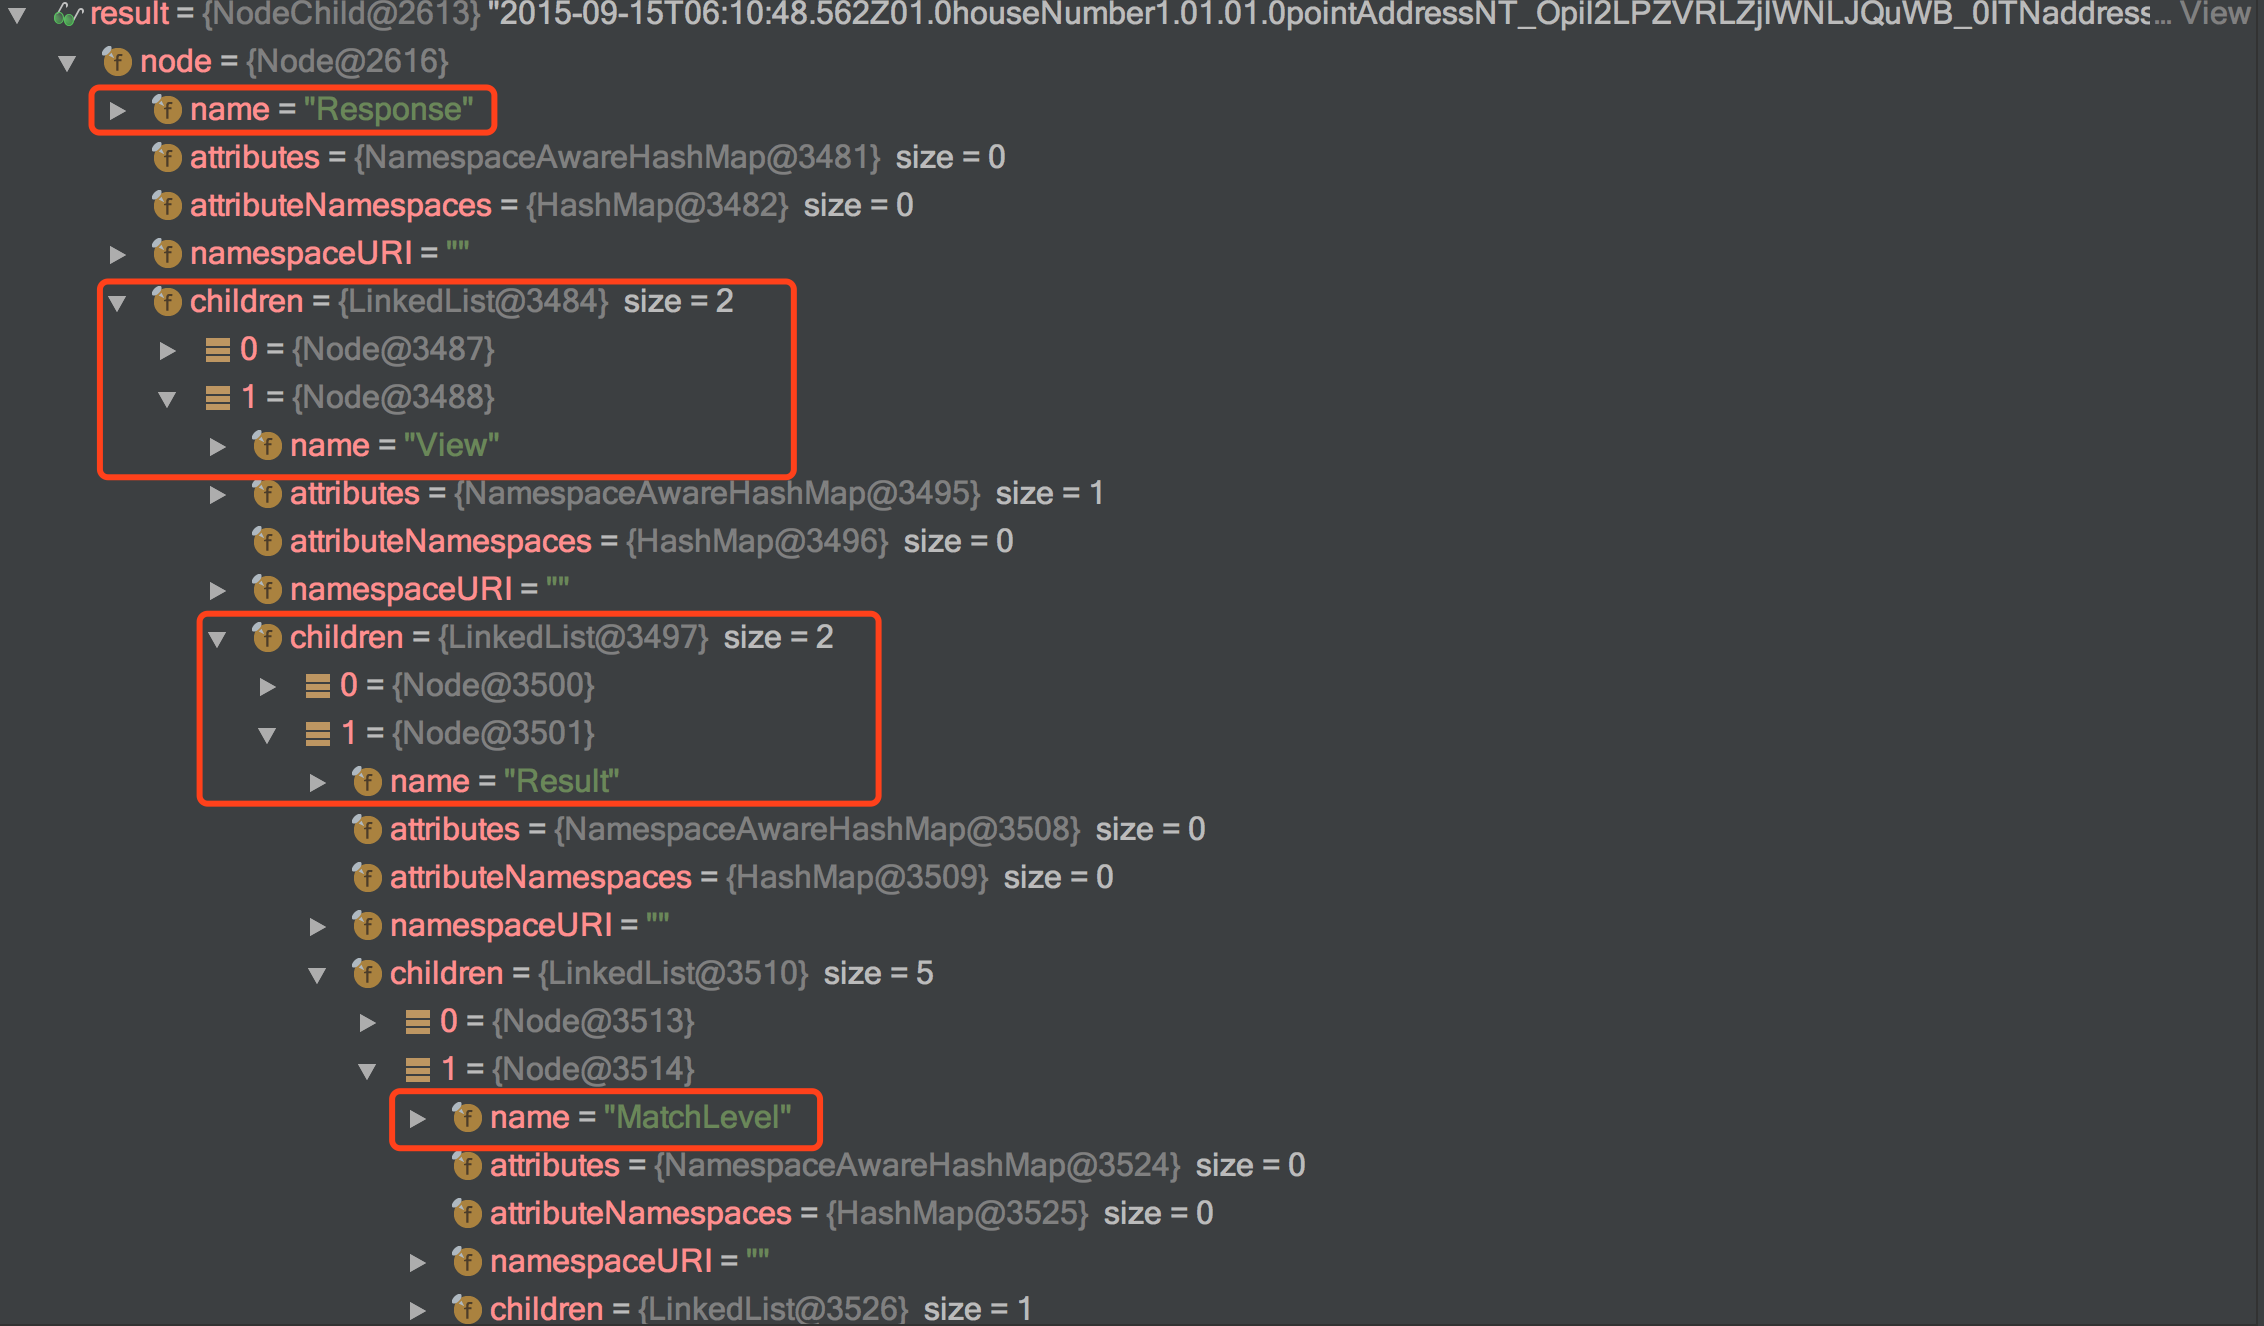 result = {NodeChild@2613} "2015-09-15T06:10:48.562Z01.0houseNumber1.01.01.0pointAddressNT_Opil2LPZVRLZjlWNLJQuWB_0ITNaddress... View
node = {Node@2616}
name = "Response"
attributes = {NamespaceAwareHashMap@3481} size = 0
attributeNamespaces = {HashMap@3482} size = 0
namespaceURI = ""
children = {LinkedList@3484} size = 2
0 = {Node@3487}
1 = {Node@3488}
name = "View"
attributes = {NamespaceAwareHashMap@3495} size = 1
attributeNamespaces = {HashMap@3496} size = 0
namespaceURI = ""
children = {LinkedList@3497} size = 2
0 = {Node@3500}
1 = {Node@3501}
name = "Result"
attributes = {NamespaceAwareHashMap@3508} size = 0
attributeNamespaces = {HashMap@3509} size = 0
namespaceURI = ""
children = {LinkedList@3510} size = 5
0 = {Node@3513}
1 = {Node@3514}
name = "MatchLevel"
attributes = {NamespaceAwareHashMap@3524} size = 0
attributeNamespaces = {HashMap@3525} size = 0
namespaceURI = ""
children = {LinkedList@3526} size = 1